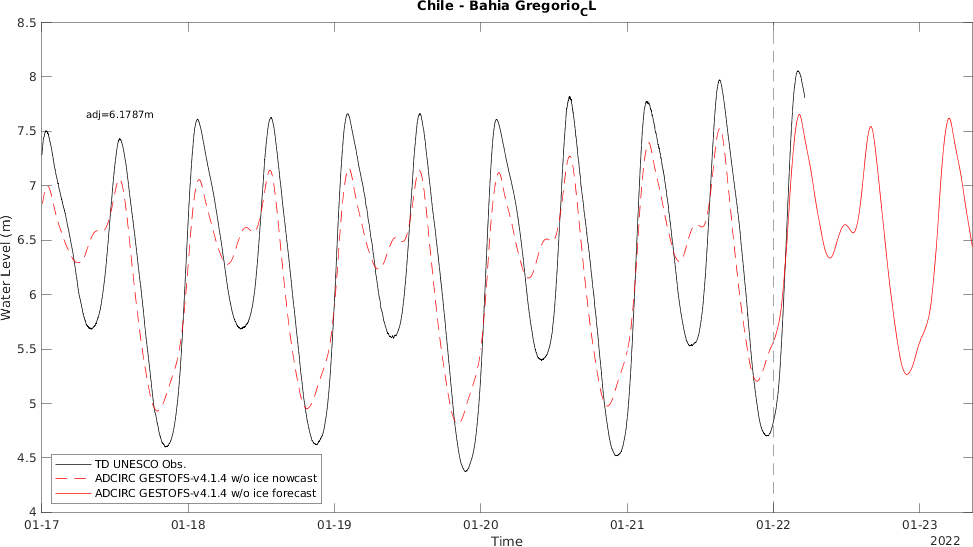 Chile - Bahia Gregorio_CL
8.5
8
7.5
7
6.5
6
5.5
5
4.5
4
Water Level (m)
adj=6.1787m
TD UNESCO Obs.
ADCIRC GESTOFS-v4.1.4 w/o ice nowcast
ADCIRC GESTOFS-v4.1.4 w/o ice forecast
01-17 01-18 01-19 01-20 01-21 01-22 01-23
Time
2022